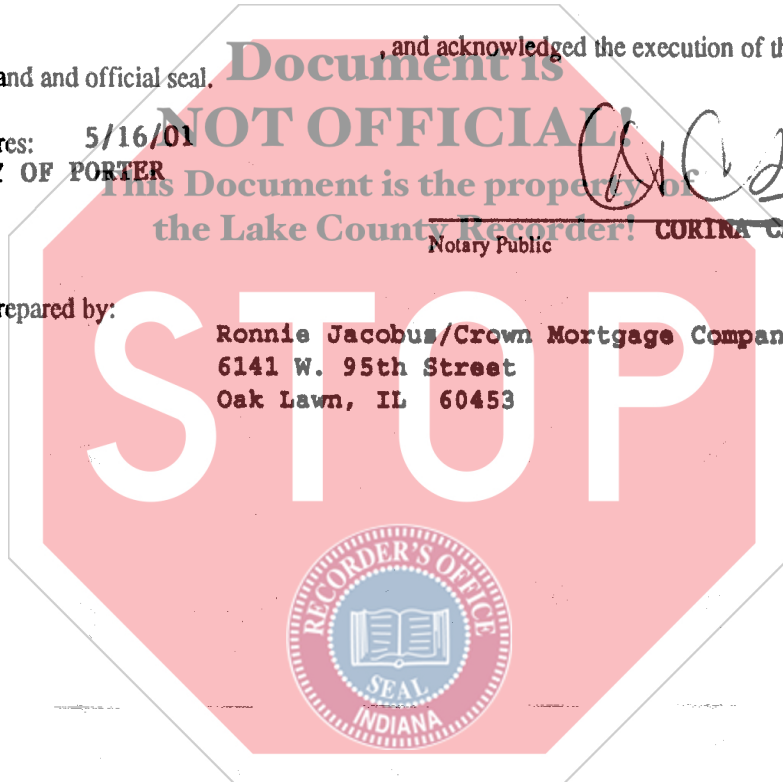 , and acknowledged the execution of th
and and official seal.
Document is
NOT OFFICIAL!
res: 5/16/01
OF PORTER
This Document is the property of
the Lake County Recorder!
Notary Public CORINA C
repared by:
Ronnie Jacobus/Crown Mortgage Compan
6141 W. 95th Street
Oak Lawn, IL 60453
STOP
RECORDER'S OFFICE
SEAL
INDIANA